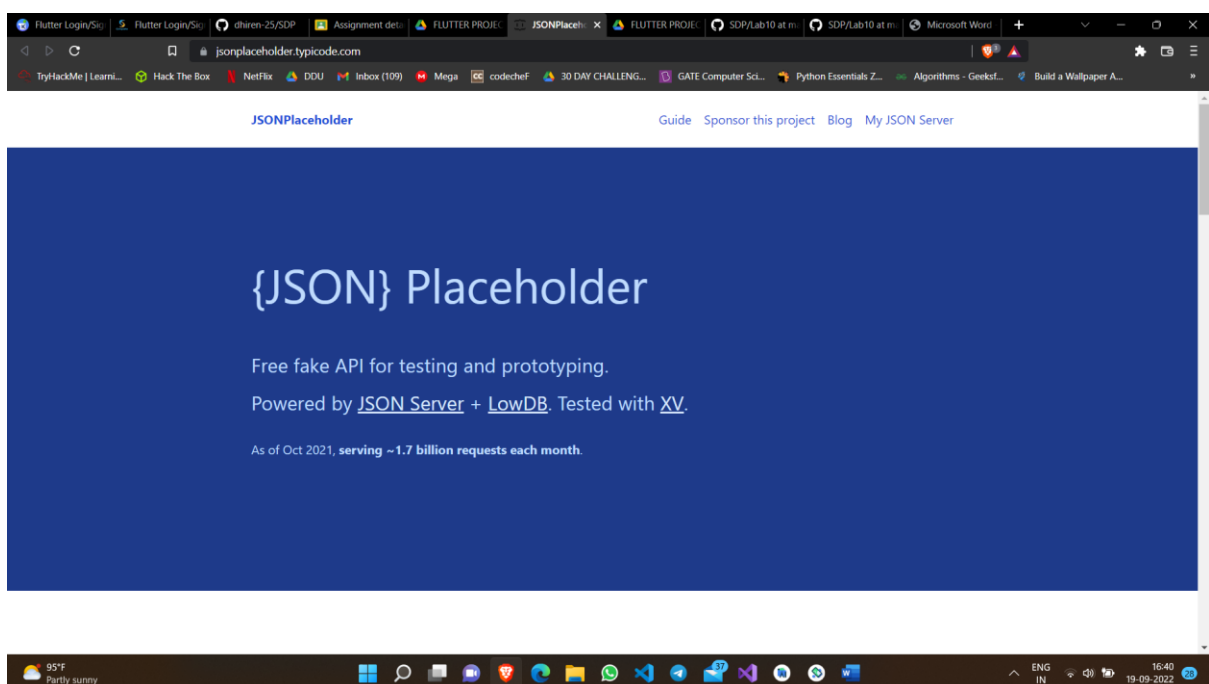 Flutter Login/Sig
Flutter Login/Sig
dhiren-25/SDP
Assignment deta
FLUTTER PROJEC
JSONPlaceh
FLUTTER PROJEC
SDP/Lab10 at m
SDP/Lab10 at m
Microsoft Word
jsonplaceholder.typicode.com
TryHackMe | Learni...
Hack The Box
NetFlix
DDU
Inbox (109)
Mega
CC codecheF
30 DAY CHALLENG...
GATE Computer Sci...
Python Essentials Z...
Algorithms - Geeksf...
Build a Wallpaper A...
JSONPlaceholder
Guide Sponsor this project Blog My JSON Server
{JSON} Placeholder
Free fake API for testing and prototyping.
Powered by JSON Server + LowDB. Tested with XV.
As of Oct 2021, serving ~1.7 billion requests each month.
95°F
Partly sunny
37
ENG
IN
16:40
19-09-2022
28